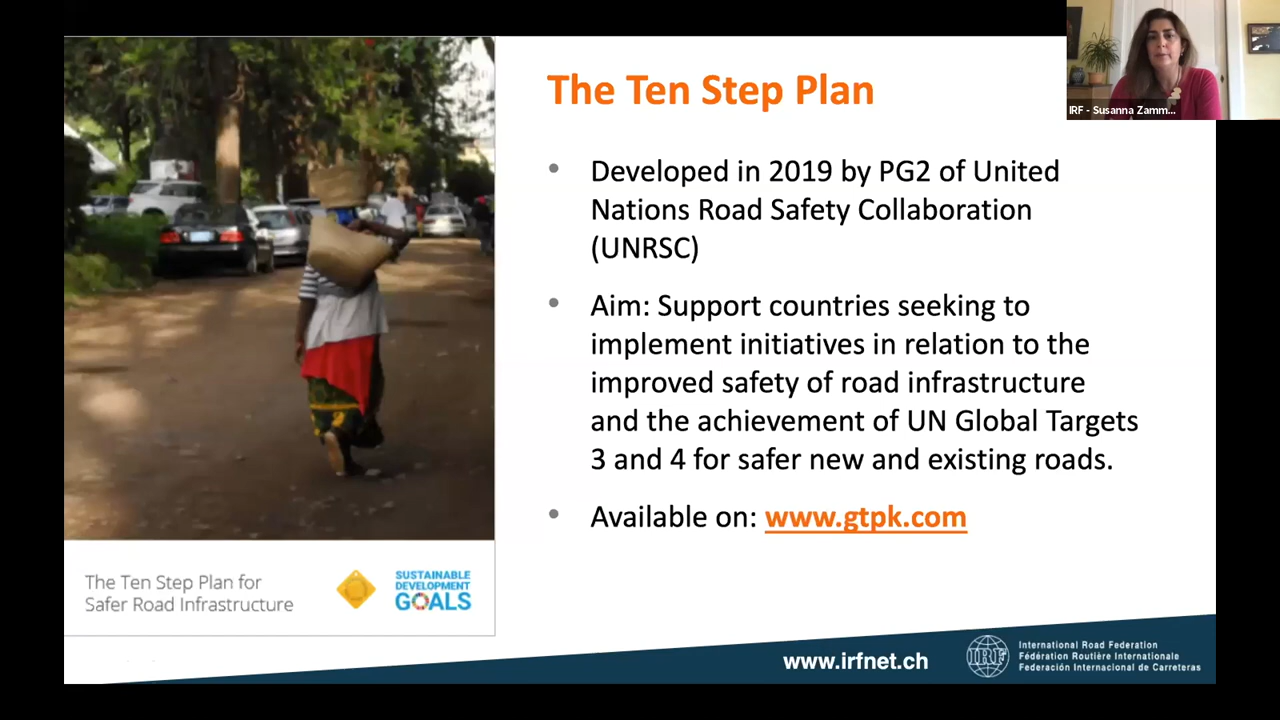 IRF - Susanna Zamm...
The Ten Step Plan
• Developed in 2019 by PG2 of United
Nations Road Safety Collaboration
(UNRSC)
• Aim: Support countries seeking to
implement initiatives in relation to the
improved safety of road infrastructure
and the achievement of UN Global Targets
3 and 4 for safer new and existing roads.
• Available on: www.gtpk.com
The Ten Step Plan for
Safer Road Infrastructure
SUSTAINABLE
DEVELOPMENT
GOALS
www.irfnet.ch
IRF
International Road Federation
Fédération Routière Internationale
Federación Internacional de Carreteras